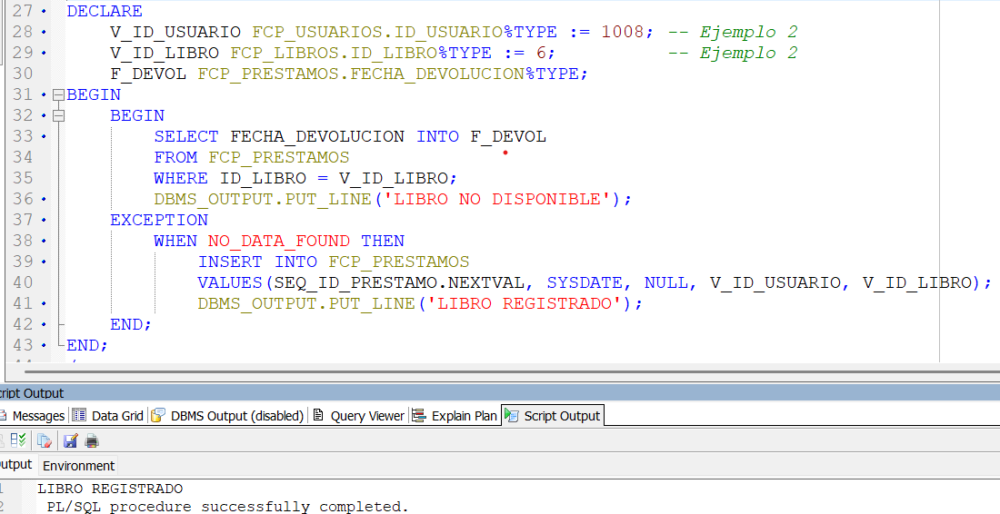 27 DECLARE
28 V_ID_USUARIO FCP_USUARIOS.ID_USUARIO%TYPE := 1008; -- Ejemplo 2
29 V_ID_LIBRO FCP_LIBROS.ID_LIBRO%TYPE := 6; -- Ejemplo 2
30 F_DEVOL FCP_PRESTAMOS.FECHA_DEVOLUCION%TYPE;
31 BEGIN
32 BEGIN
33 SELECT FECHA_DEVOLUCION INTO F_DEVOL
34 FROM FCP_PRESTAMOS
35 WHERE ID_LIBRO = V_ID_LIBRO;
36 DBMS_OUTPUT.PUT_LINE('LIBRO NO DISPONIBLE');
37 EXCEPTION
38 WHEN NO_DATA_FOUND THEN
39 INSERT INTO FCP_PRESTAMOS
40 VALUES(SEQ_ID_PRESTAMO.NEXTVAL, SYSDATE, NULL, V_ID_USUARIO, V_ID_LIBRO);
41 DBMS_OUTPUT.PUT_LINE('LIBRO REGISTRADO');
42 END;
43 END;
cript Output
Messages Data Grid DBMS Output (disabled) Query Viewer Explain Plan Script Output
utput Environment
1 LIBRO REGISTRADO
2 PL/SQL procedure successfully completed.